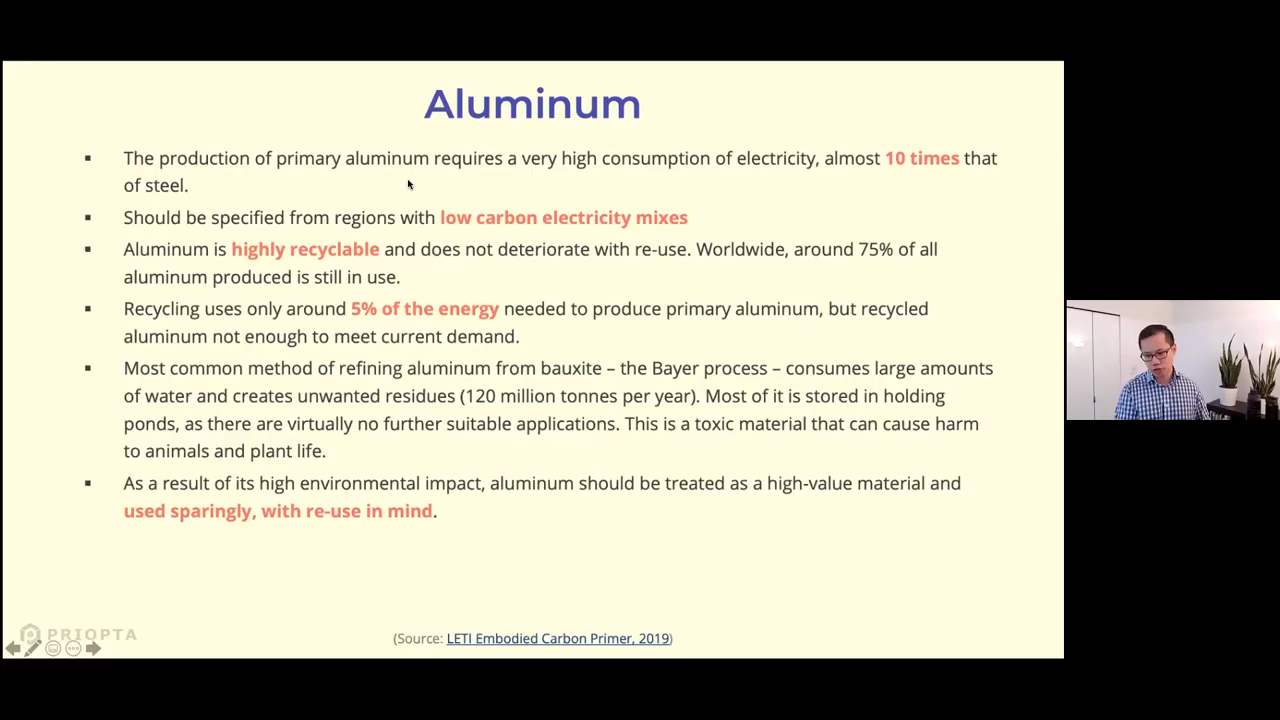 Aluminum
▪ The production of primary aluminum requires a very high consumption of electricity, almost 10 times that
of steel.
▪ Should be specified from regions with low carbon electricity mixes
▪ Aluminum is highly recyclable and does not deteriorate with re-use. Worldwide, around 75% of all
aluminum produced is still in use.
▪ Recycling uses only around 5% of the energy needed to produce primary aluminum, but recycled
aluminum not enough to meet current demand.
▪ Most common method of refining aluminum from bauxite – the Bayer process – consumes large amounts
of water and creates unwanted residues (120 million tonnes per year). Most of it is stored in holding
ponds, as there are virtually no further suitable applications. This is a toxic material that can cause harm
to animals and plant life.
▪ As a result of its high environmental impact, aluminum should be treated as a high-value material and
used sparingly, with re-use in mind.
PRIOPTA
(Source: LETI Embodied Carbon Primer, 2019)